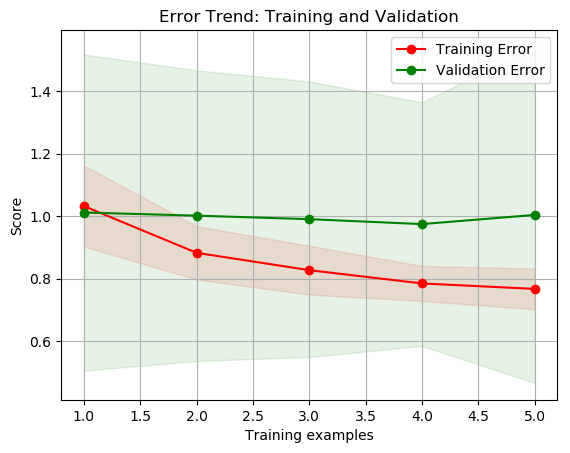 Error Trend: Training and Validation
Training Error
Validation Error
Score
1.4
1.2
1.0
0.8
0.6
1.0 1.5 2.0 2.5 3.0 3.5 4.0 4.5 5.0
Training examples